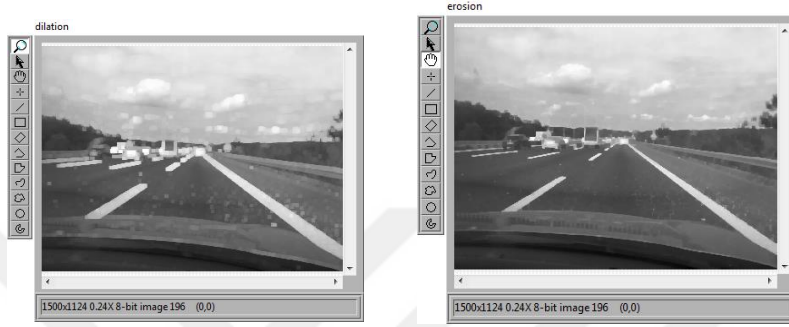 dilation
1500x1124 0.24X 8-bit image 196 (0,0)
erosion
1500x1124 0.24X 8-bit image 196 (0,0)